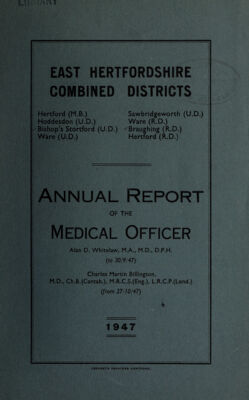 EAST HERTFORDSHIRE
COMBINED DISTRICTS
Hertford (M.B.)
Hoddesdon (U.D.)
Bishop's Stortford (U.D.)
Ware (U.D.)
Sawbridgeworth (U.D.)
Ware (R.D.)
Braughing (R.D.)
Hertford (R.D.)
ANNUAL REPORT
OF THE
MEDICAL OFFICER
Alan D. Whitelaw, M.A., M.D., D.P.H.
(to 30/9/47)
Charles Martin Billington,
M.D., Ch.B.(Cantab.), M.R.C.S.(Eng.), L.R.C.P.(Lond.)
(from 27-10/47)
1947